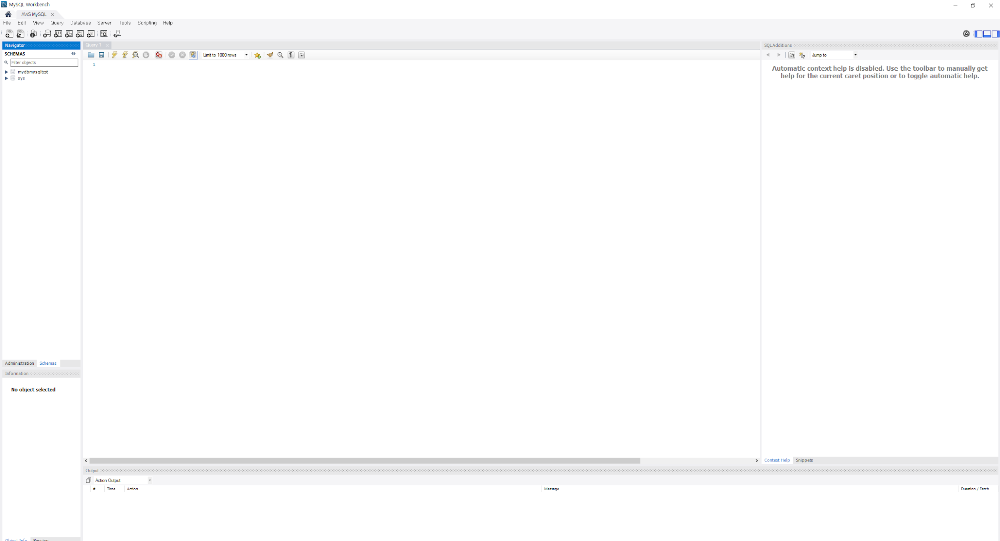 MySQL Workbench
AWS MySQL
File Edit View Query Database Server Tools Scripting Help
Navigator
Query 1
SQLAdditions
SCHEMAS
Limit to 1000 rows
Jump to
Filter objects
1
mydbmysqltest
sys
Automatic context help is disabled. Use the toolbar to manually get
help for the current caret position or to toggle automatic help.
Administration Schemas
Information
No object selected
Context Help Snippets
Output
Action Output
# Time Action Message Duration / Fetch
Object Info Session